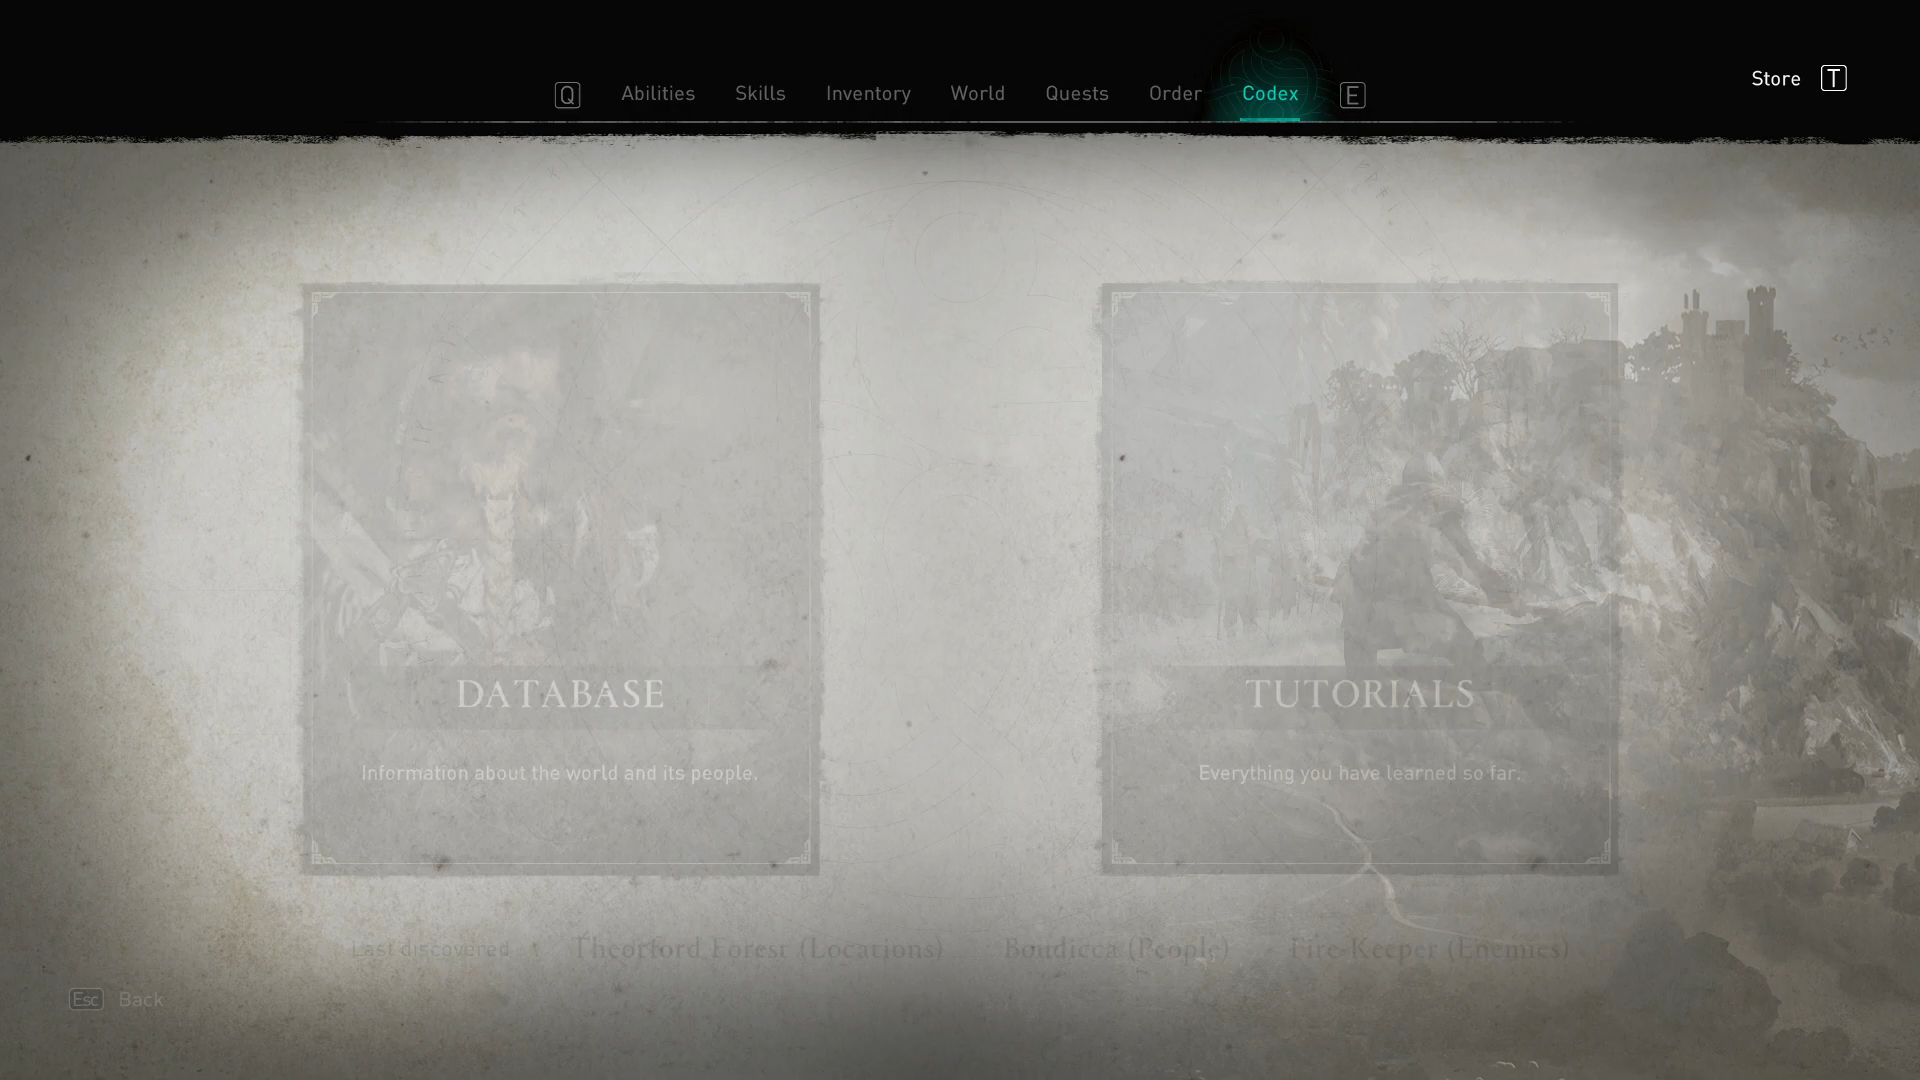 Q Abilities Skills Inventory World Quests Order Codex E
Store T
DATABASE
Information about the world and its people.
TUTORIALS
Everything you have learned so far.
Last discovered Theotford Forest (Locations) Boudicca (People) Fire-Keeper (Enemies)
Esc Back